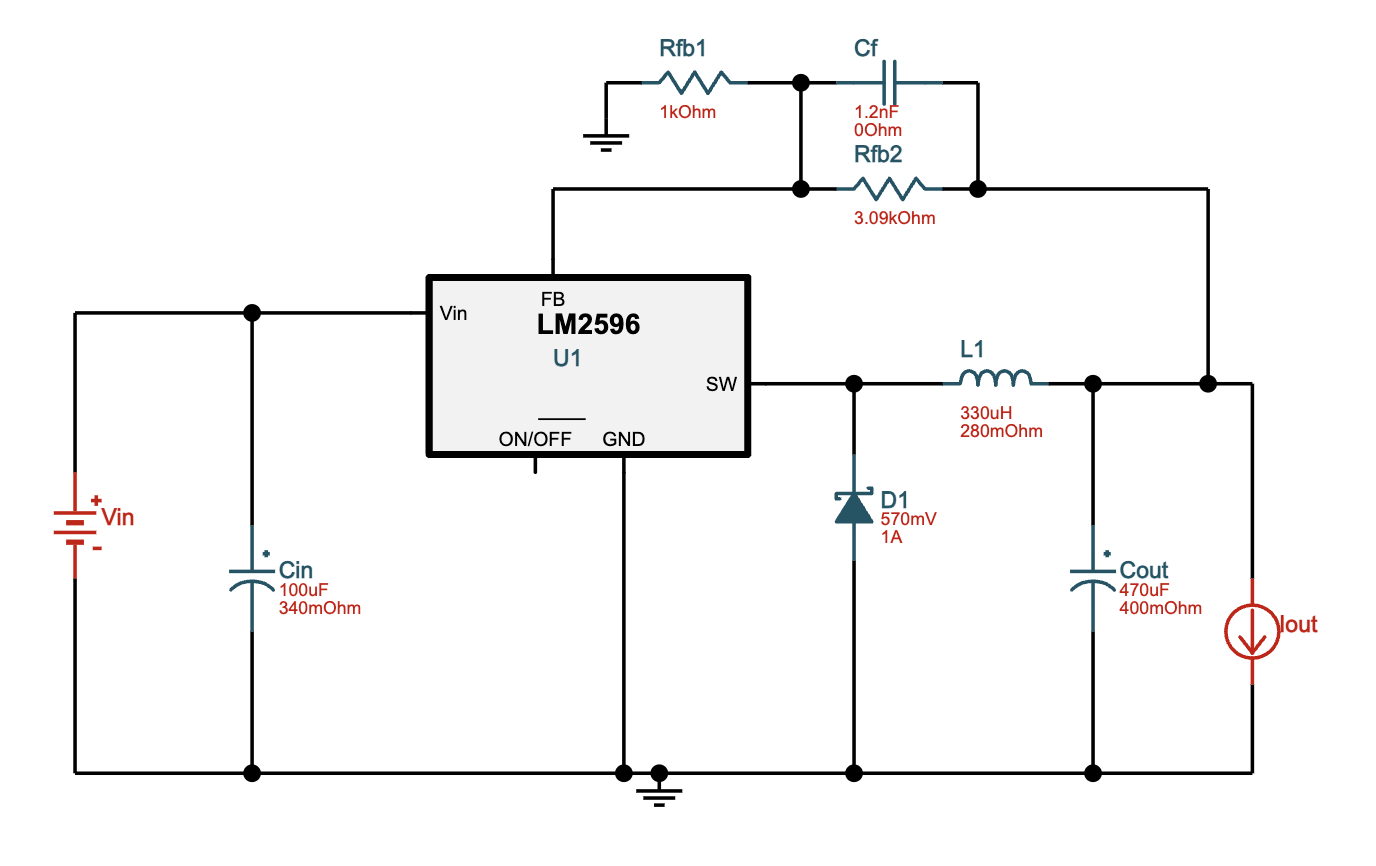 Rfb1
1kOhm
Cf
1.2nF
0Ohm
Rfb2
3.09kOhm
Vin
FB
LM2596
U1
SW
ON/OFF
GND
L1
330uH
280mOhm
+
Vin
-
+
Cin
100uF
340mOhm
D1
570mV
1A
+
Cout
470uF
400mOhm
Iout